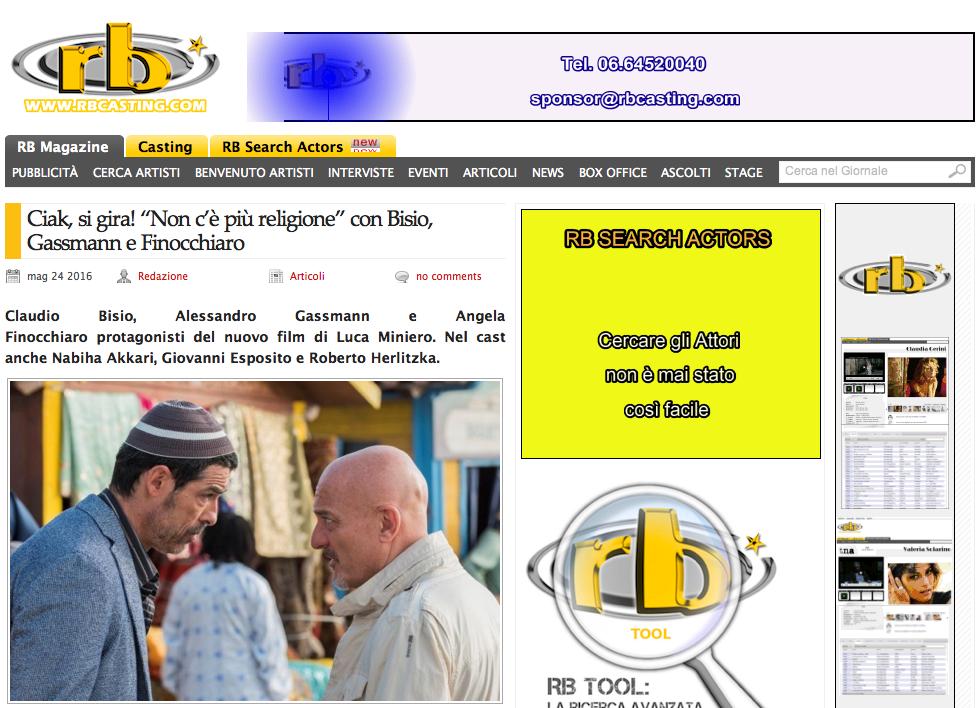 rb
WWW.RBCASTING.COM
rb
Tel. 06.64520040
sponsor@rbcasting.com
RB Magazine
Casting
RB Search Actors new
PUBBLICITÀ CERCA ARTISTI BENVENUTO ARTISTI INTERVISTE EVENTI ARTICOLI NEWS BOX OFFICE ASCOLTI STAGE
Cerca nel Giornale
Ciak, si gira! “Non c’è più religione” con Bisio,
Gassmann e Finocchiaro
mag 24 2016 Redazione Articoli no comments
Claudio Bisio, Alessandro Gassmann e Angela
Finocchiaro protagonisti del nuovo film di Luca Miniero. Nel cast
anche Nabiha Akkari, Giovanni Esposito e Roberto Herlitzka.
RB SEARCH ACTORS
Cercare gli Attori
non è mai stato
così facile
rb
TOOL
RB TOOL:
LA RICERCA AVANZATA
rb
Claudia Gerini
Valeria Solarino